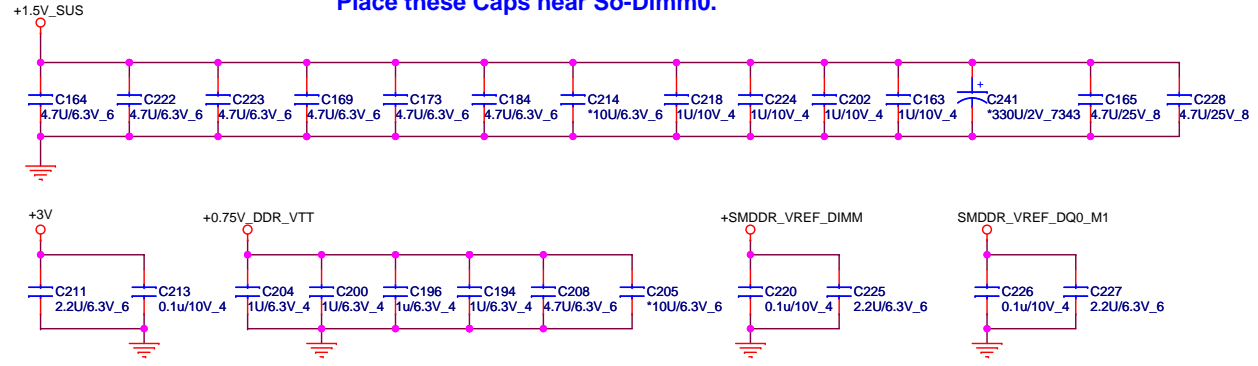 Place these Caps near So-Dimm0.
+1.5V_SUS
C164 C222 C223 C169 C173 C184 C214 C218 C224 C202 C163 + C241 C165 C228
4.7U/6.3V_6 4.7U/6.3V_6 4.7U/6.3V_6 4.7U/6.3V_6 4.7U/6.3V_6 4.7U/6.3V_6 *10U/6.3V_6 1U/10V_4 1U/10V_4 1U/10V_4 1U/10V_4 *330U/2V_7343 4.7U/25V_8 4.7U/25V_8
+3V +0.75V_DDR_VTT +SMDDR_VREF_DIMM SMDDR_VREF_DQ0_M1
C211 C213 C204 C200 C196 C194 C208 C205 C220 C225 C226 C227
2.2U/6.3V_6 0.1u/10V_4 1U/6.3V_4 1U/6.3V_4 1u/6.3V_4 1U/6.3V_4 4.7U/6.3V_6 *10U/6.3V_6 0.1u/10V_4 2.2U/6.3V_6 0.1u/10V_4 2.2U/6.3V_6